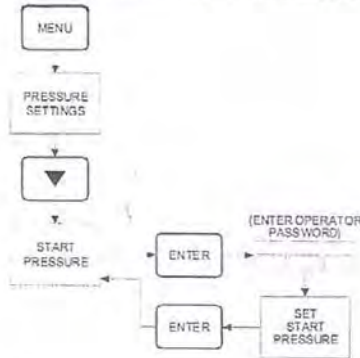 MENU
PRESSURE
SETTINGS
START
PRESSURE
ENTER
(ENTER OPERATOR
PASSWORD)
ENTER
SET
START
PRESSURE